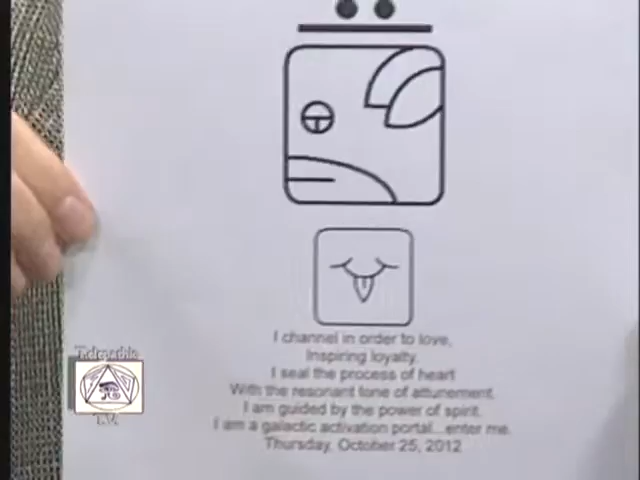 I channel in order to love,
Inspiring loyalty.
I seal the process of heart
With the resonant tone of attunement.
I am guided by the power of spirit.
I am a galactic activation portal...enter me.
Thursday, October 25, 2012
Telepathic
T.V.